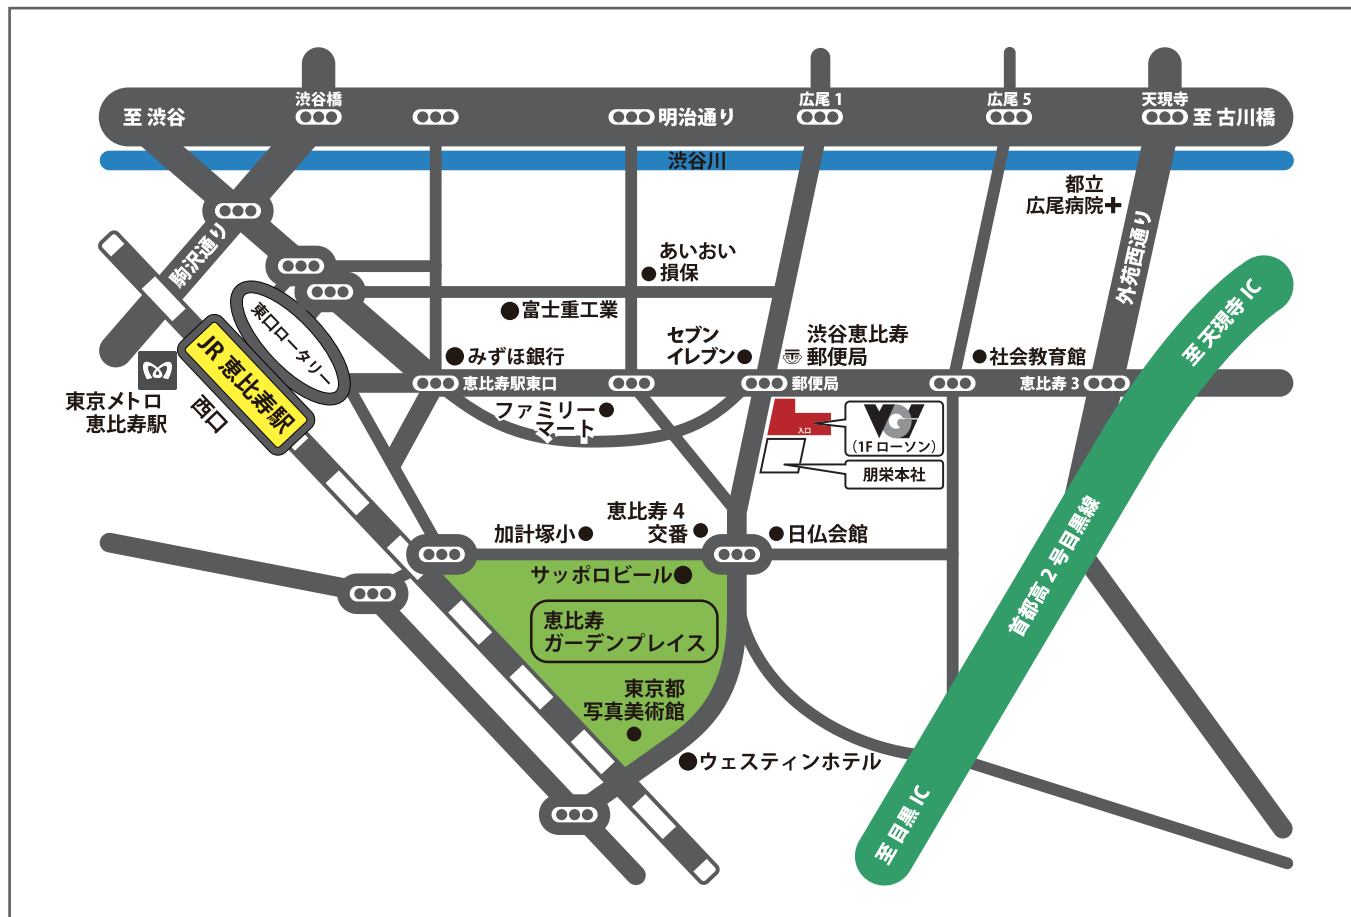 渋谷橋
広尾 1
広尾 5
天現寺
至 渋谷
明治通り
至 古川橋
渋谷川
都立
広尾病院
駒沢通り
外苑西通り
あいおい
損保
富士重工業
東口ロータリー
至 天現寺 IC
セブン
イレブン
渋谷恵比寿
郵便局
みずほ銀行
社会教育館
JR 恵比寿駅
恵比寿駅東口
郵便局
恵比寿 3
東京メトロ
恵比寿駅
西口
ファミリー
マート
入口
VG
(1F ローソン)
朋栄本社
恵比寿 4
交番
加計塚小
日仏会館
首都高 2 号目黒線
サッポロビール
恵比寿
ガーデンプレイス
東京都
写真美術館
ウェスティンホテル
至 目黒 IC